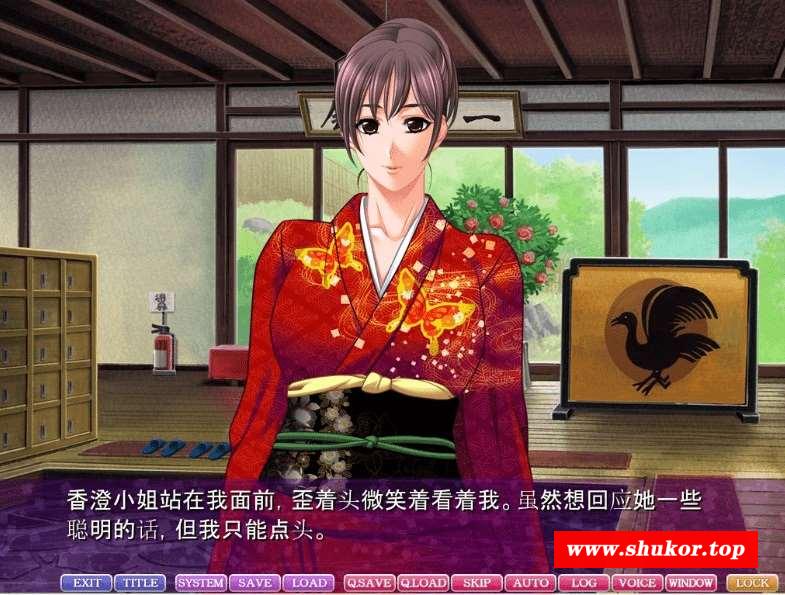 一
香澄小姐站在我面前，歪着头微笑着看着我。虽然想回应她一些
聪明的话，但我只能点头。
www.shukor.top
EXIT TITLE SYSTEM SAVE LOAD Q.SAVE Q.LOAD SKIP AUTO LOG VOICE WINDOW LOCK